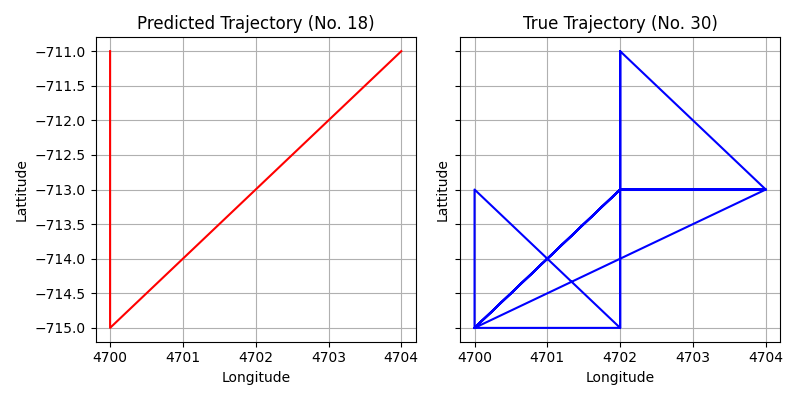 Predicted Trajectory (No. 18)
Lattitude
−711.0
−711.5
−712.0
−712.5
−713.0
−713.5
−714.0
−714.5
−715.0
4700 4701 4702 4703 4704
Longitude
True Trajectory (No. 30)
Lattitude
4700 4701 4702 4703 4704
Longitude